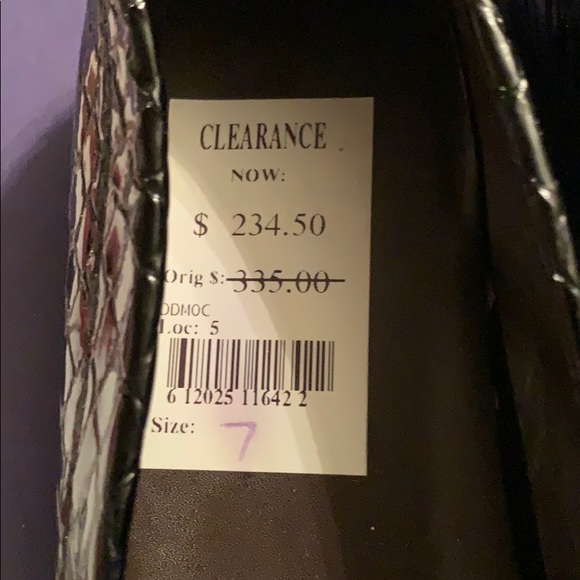 CLEARANCE
NOW:
$ 234.50
Orig $: 335.00
DDMOC
Loc: 5
6 12025 11642 2
Size: 7